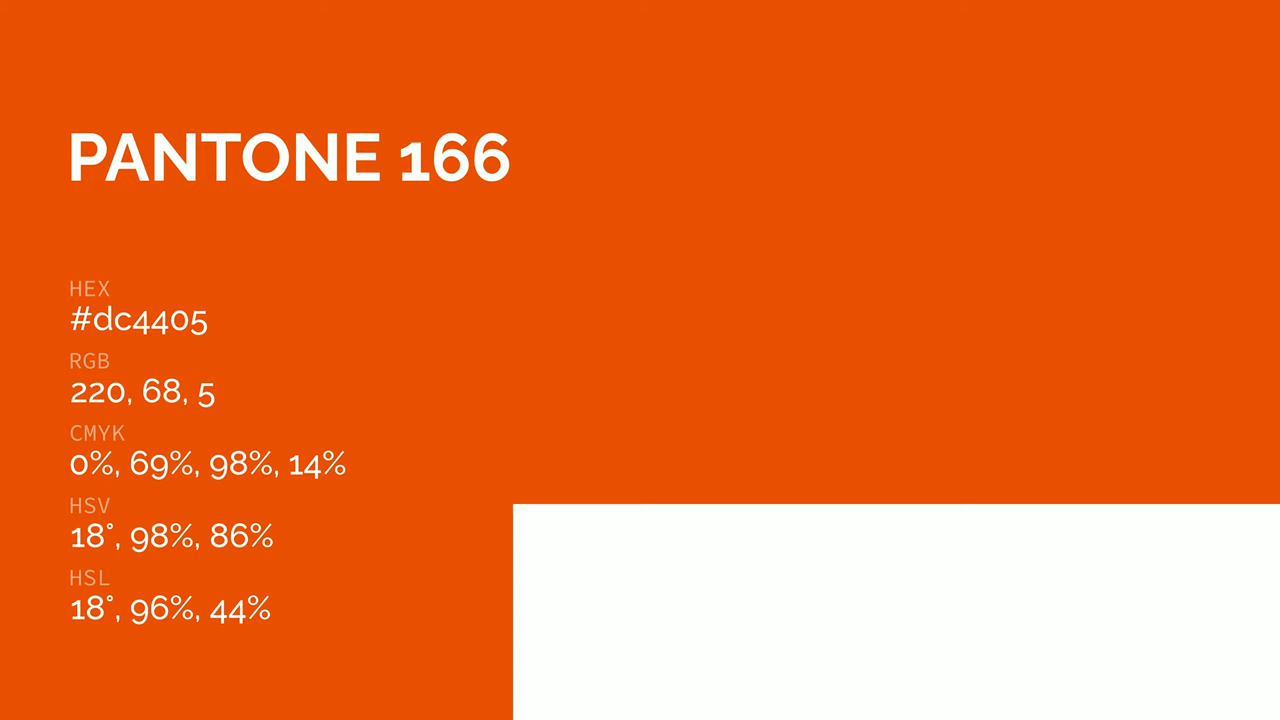 PANTONE 166
HEX
#dc4405
RGB
220, 68, 5
CMYK
0%, 69%, 98%, 14%
HSV
18°, 98%, 86%
HSL
18°, 96%, 44%